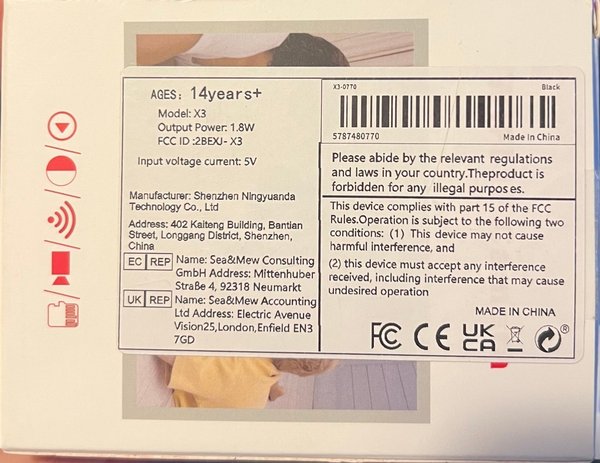 AGES: 14years+
Model: X3
Output Power: 1.8W
FCC ID :2BEXJ- X3
Input voltage current: 5V
Manufacturer: Shenzhen Ningyuanda
Technology Co., Ltd
Address: 402 Kaiteng Building, Bantian
Street, Longgang District, Shenzhen,
China
EC REP Name: Sea&Mew Consulting
GmbH Address: Mittenhuber
Straße 4, 92318 Neumarkt
UK REP Name: Sea&Mew Accounting
Ltd Address: Electric Avenue
Vision25,London,Enfield EN3
7GD
X3-0770 Black
5787480770 Made in China
Please abide by the relevant regulations
and laws in your country.Theproduct is
forbidden for any illegal purposes.
This device complies with part 15 of the FCC
Rules.Operation is subject to the following two
conditions: (1) This device may not cause
harmful interference, and
(2) this device must accept any interference
received, including interference that may cause
undesired operation
MADE IN CHINA
FC CE UK
CA ®